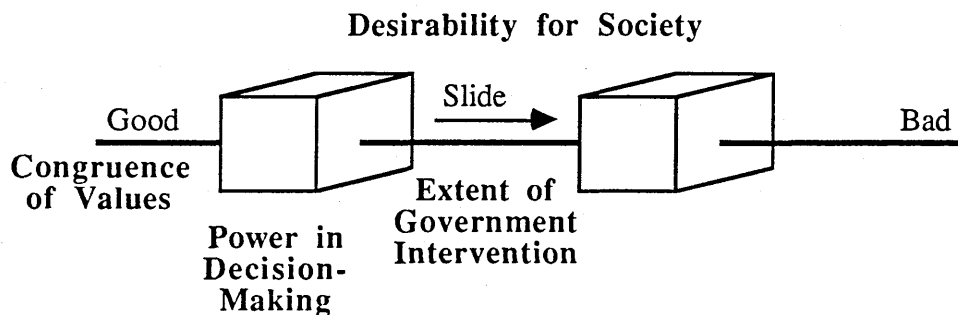 Desirability for Society
Slide
Good
Bad
Congruence
of Values
Extent of
Government
Intervention
Power in
Decision-
Making